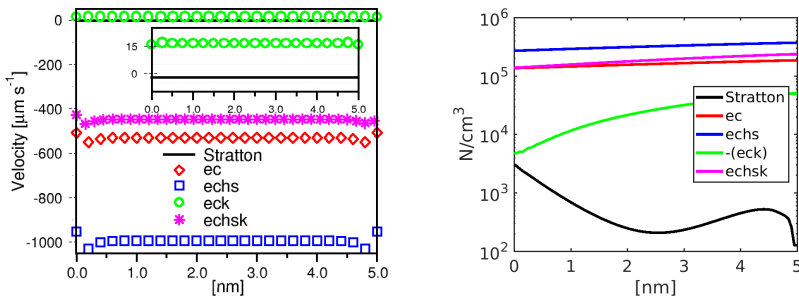 0
-200
-400
-600
-800
-1000
Velocity [μm s⁻¹]
15
0
0.0 1.0 2.0 3.0 4.0 5.0
Stratton
ec
echs
eck
echsk
0.0 1.0 2.0 3.0 4.0 5.0
[nm]
10⁶
10⁵
10⁴
10³
10²
N/cm³
Stratton
ec
echs
-(eck)
echsk
0 1 2 3 4 5
[nm]